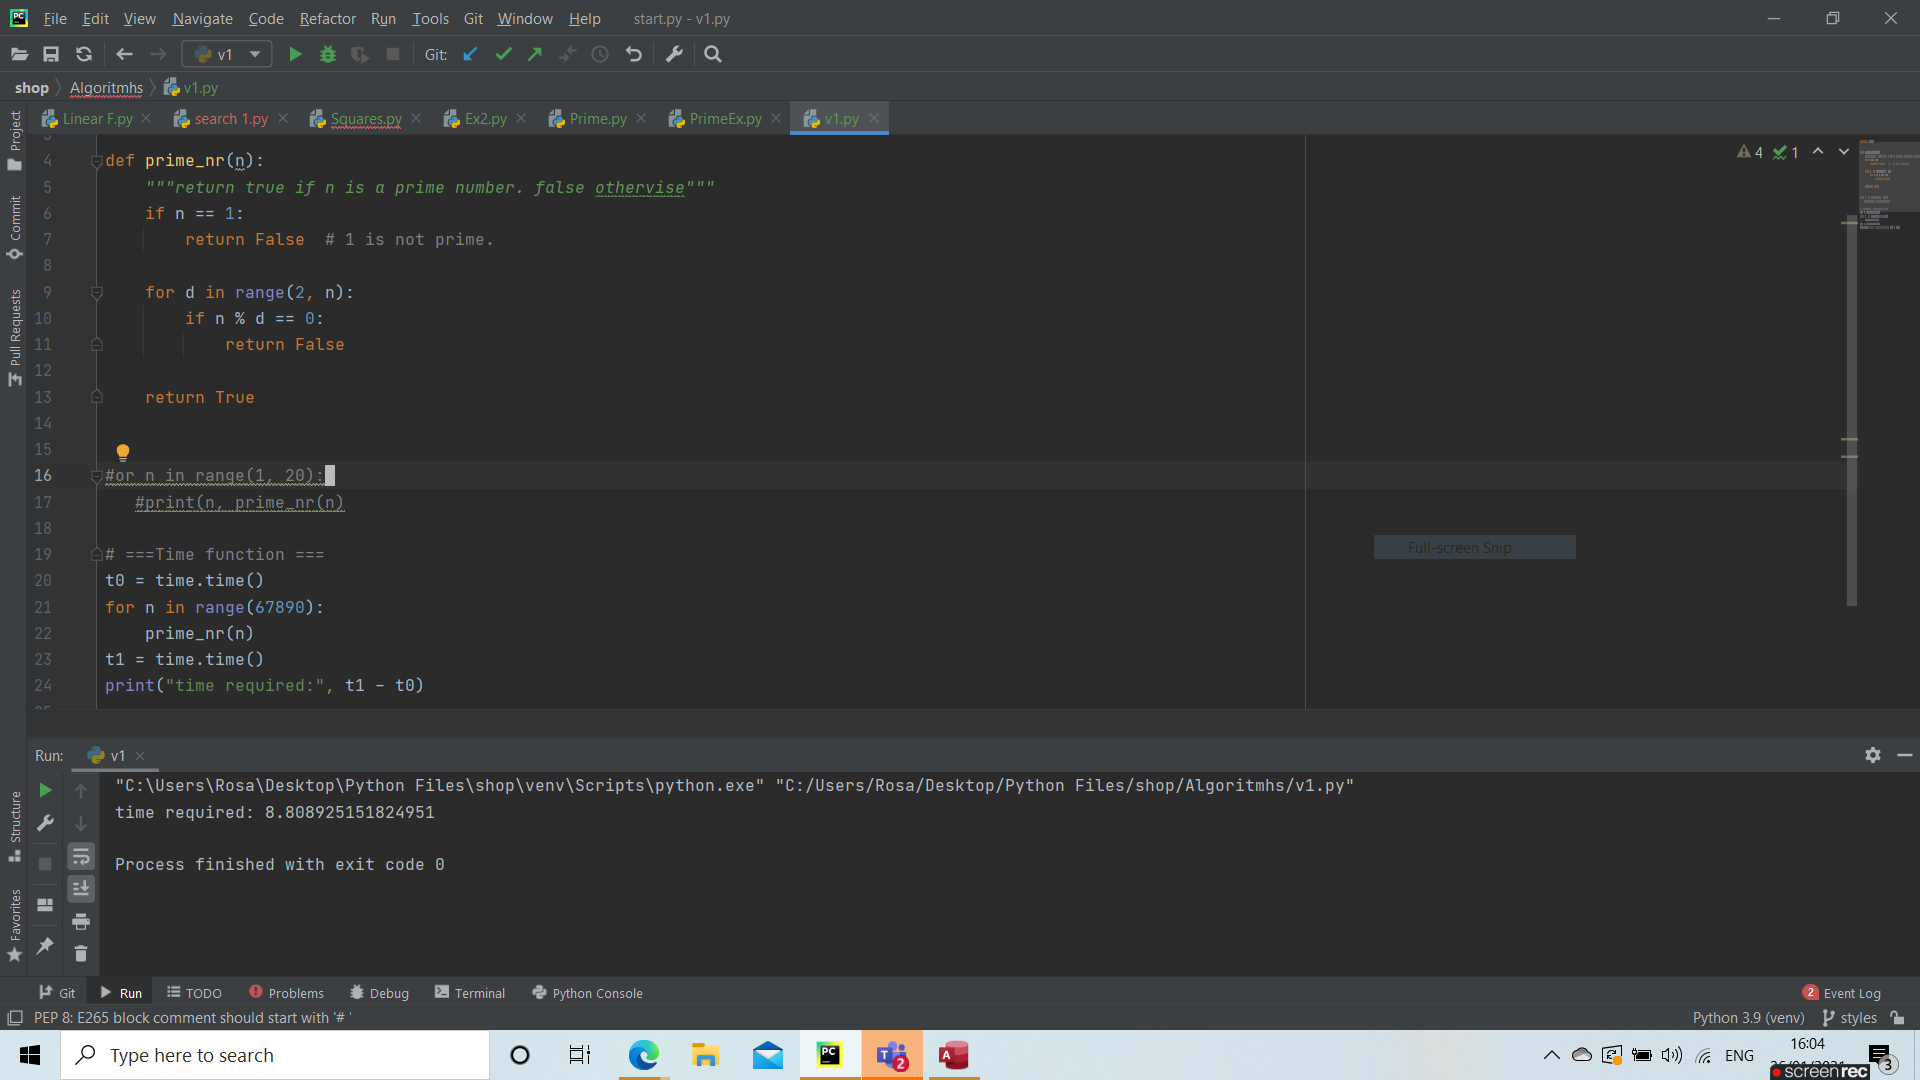 File Edit View Navigate Code Refactor Run Tools Git Window Help start.py - v1.py
v1 Git:
shop Algoritmhs v1.py
Linear F.py search 1.py Squares.py Ex2.py Prime.py PrimeEx.py v1.py
Project
Commit
Pull Requests
4 def prime_nr(n):
4 1
5 """return true if n is a prime number. false othervise"""
6 if n == 1:
7 return False # 1 is not prime.
8
9 for d in range(2, n):
10 if n % d == 0:
11 return False
12
13 return True
14
15
16 #or n in range(1, 20):
17 #print(n, prime_nr(n)
18
19 # ===Time function ===
Full-screen Snip
20 t0 = time.time()
21 for n in range(67890):
22 prime_nr(n)
23 t1 = time.time()
24 print("time required:", t1 - t0)
Run: v1
"C:\Users\Rosa\Desktop\Python Files\shop\venv\Scripts\python.exe" "C:/Users/Rosa/Desktop/Python Files/shop/Algoritmhs/v1.py"
time required: 8.808925151824951
Process finished with exit code 0
Structure
Favorites
Git Run TODO Problems Debug Terminal Python Console 2 Event Log
PEP 8: E265 block comment should start with '# ' Python 3.9 (venv) styles
Type here to search
PC
2
A
ENG
16:04
3
screenrec